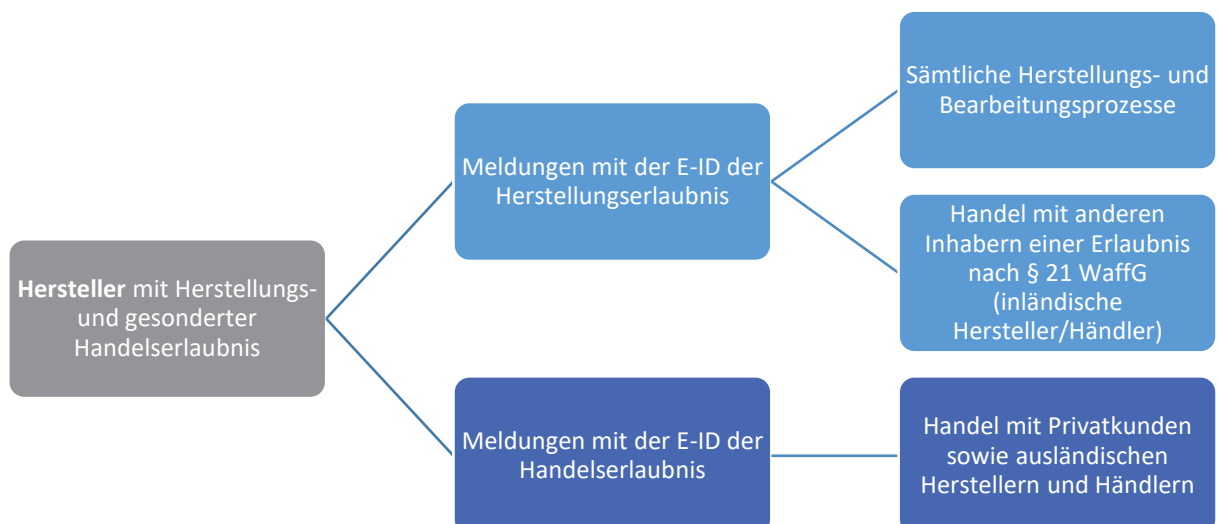 Hersteller mit Herstellungs-
und gesonderter
Handelserlaubnis
Meldungen mit der E-ID der
Herstellungserlaubnis
Sämtliche Herstellungs- und
Bearbeitungsprozesse
Handel mit anderen
Inhabern einer Erlaubnis
nach § 21 WaffG
(inländische
Hersteller/Händler)
Meldungen mit der E-ID der
Handelserlaubnis
Handel mit Privatkunden
sowie ausländischen
Herstellern und Händlern